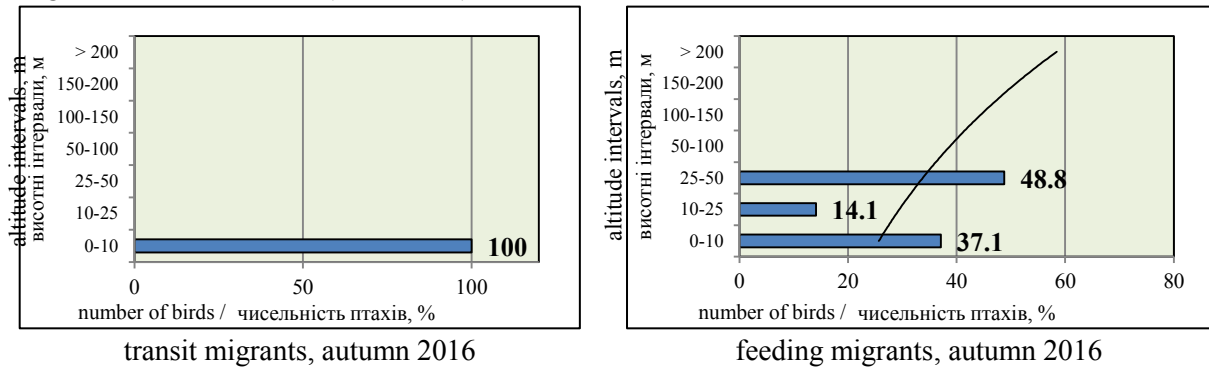 altitude intervals, m
висотні інтервали, м
> 200
150-200
100-150
50-100
25-50
10-25
0-10
100
0 50 100
number of birds / чисельність птахів, %
transit migrants, autumn 2016
altitude intervals, m
висотні інтервали, м
> 200
150-200
100-150
50-100
25-50
10-25
0-10
48.8
14.1
37.1
0 20 40 60 80
number of birds / чисельність птахів, %
feeding migrants, autumn 2016